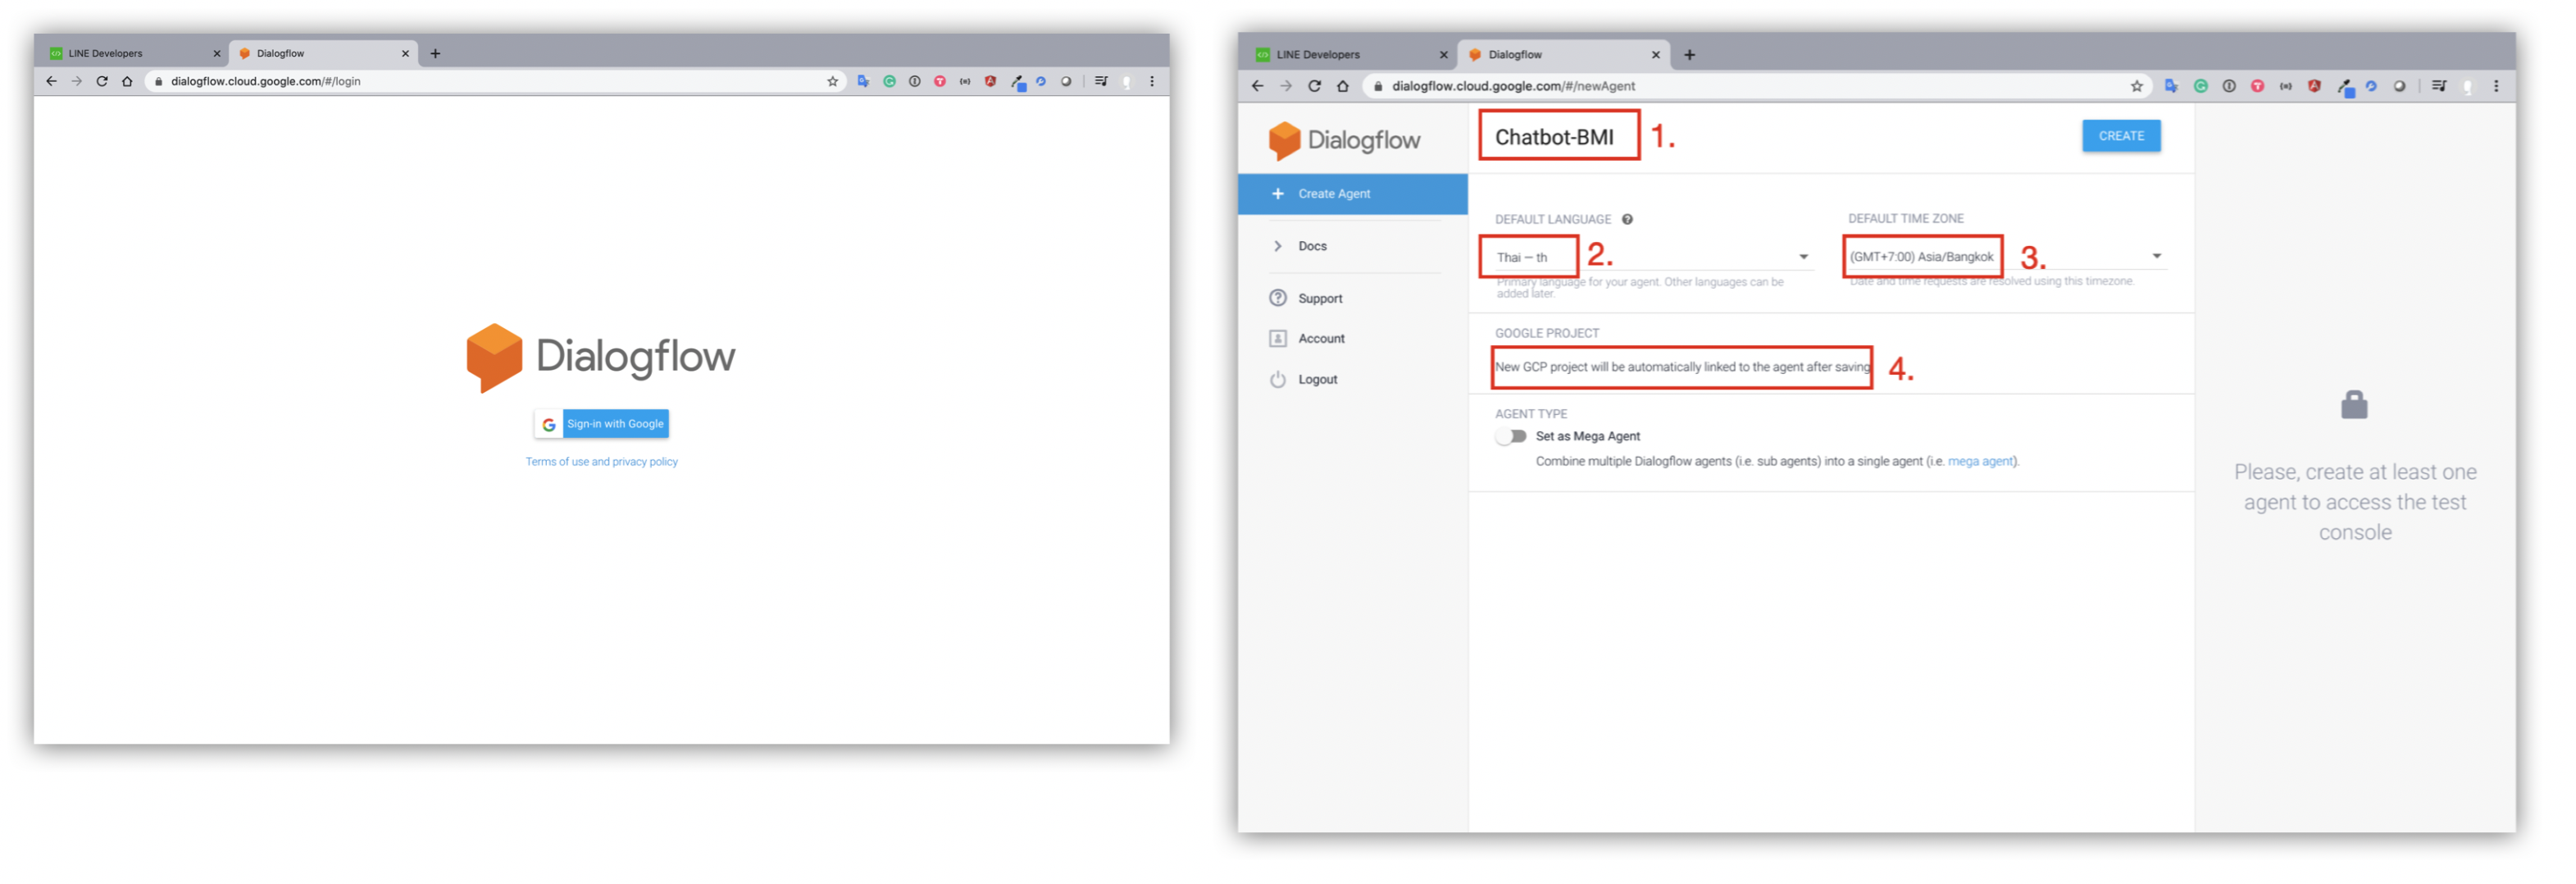 LINE Developers
Dialogflow
dialogflow.cloud.google.com/#/login
Dialogflow
Sign-in with Google
Terms of use and privacy policy
LINE Developers
Dialogflow
dialogflow.cloud.google.com/#/newAgent
Dialogflow
Create Agent
Docs
Support
Account
Logout
Chatbot-BMI
1.
CREATE
DEFAULT LANGUAGE
DEFAULT TIME ZONE
Thai – th
2.
(GMT+7:00) Asia/Bangkok
3.
Primary language for your agent. Other languages can be
added later.
Date and time requests are resolved using this timezone.
GOOGLE PROJECT
New GCP project will be automatically linked to the agent after saving
4.
AGENT TYPE
Set as Mega Agent
Combine multiple Dialogflow agents (i.e. sub agents) into a single agent (i.e. mega agent).
Please, create at least one
agent to access the test
console